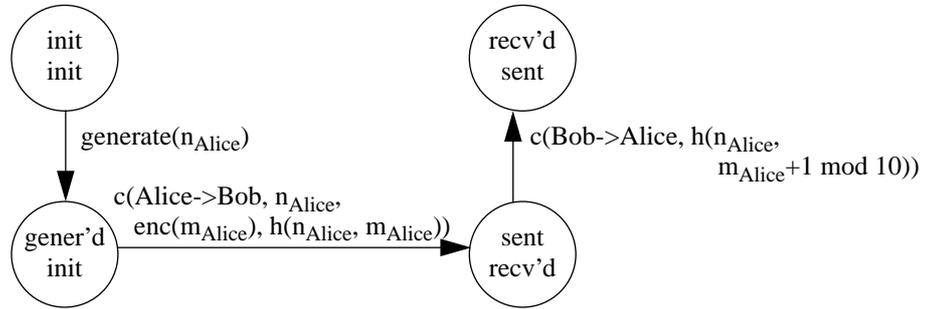 init
init
recv’d
sent
generate(nAlice)
c(Bob->Alice, h(nAlice,
mAlice+1 mod 10))
c(Alice->Bob, nAlice,
enc(mAlice), h(nAlice, mAlice))
gener’d
init
sent
recv’d